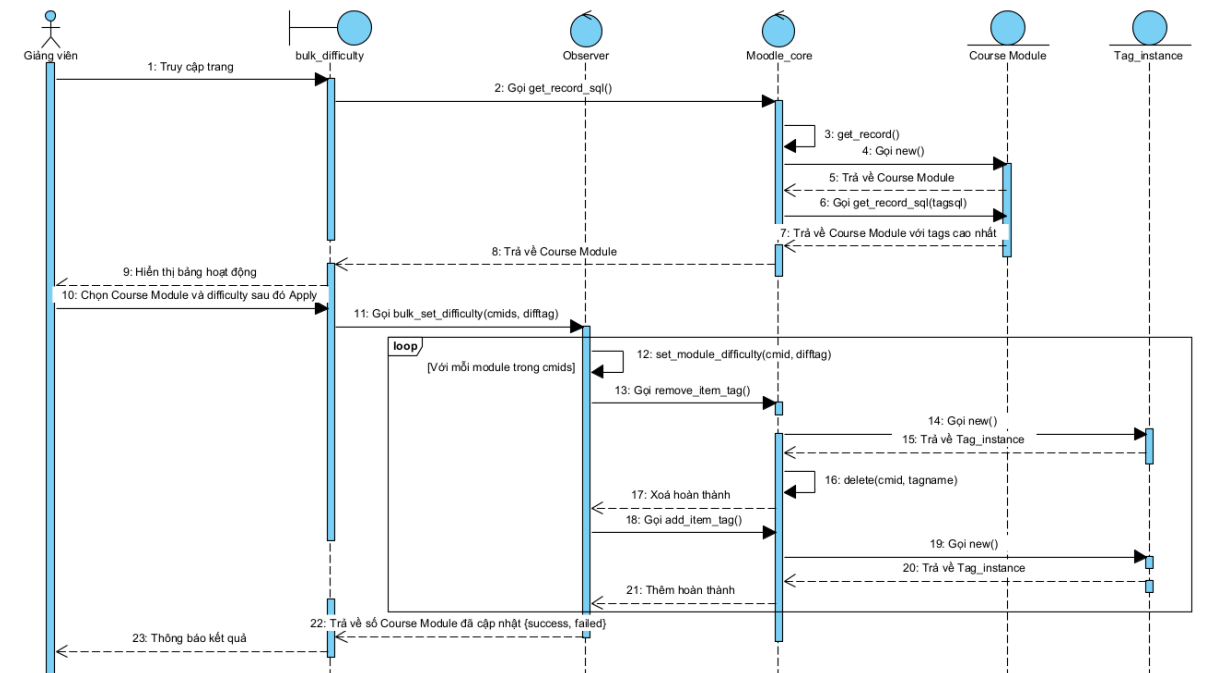 Giảng viên
bulk_difficulty
Observer
Moodle_core
Course Module
Tag_instance
1: Truy cập trang
2: Gọi get_record_sql()
3: get_record()
4: Gọi new()
5: Trả về Course Module
6: Gọi get_record_sql(tagsql)
7: Trả về Course Module với tags cao nhất
8: Trả về Course Module
9: Hiển thị bảng hoạt động
10: Chọn Course Module và difficulty sau đó Apply
11: Gọi bulk_set_difficulty(cmids, difftag)
loop
[Với mỗi module trong cmids]
12: set_module_difficulty(cmid, difftag)
13: Gọi remove_item_tag()
14: Gọi new()
15: Trả về Tag_instance
16: delete(cmid, tagname)
17: Xoá hoàn thành
18: Gọi add_item_tag()
19: Gọi new()
20: Trả về Tag_instance
21: Thêm hoàn thành
22: Trả về số Course Module đã cập nhật {success, failed}
23: Thông báo kết quả